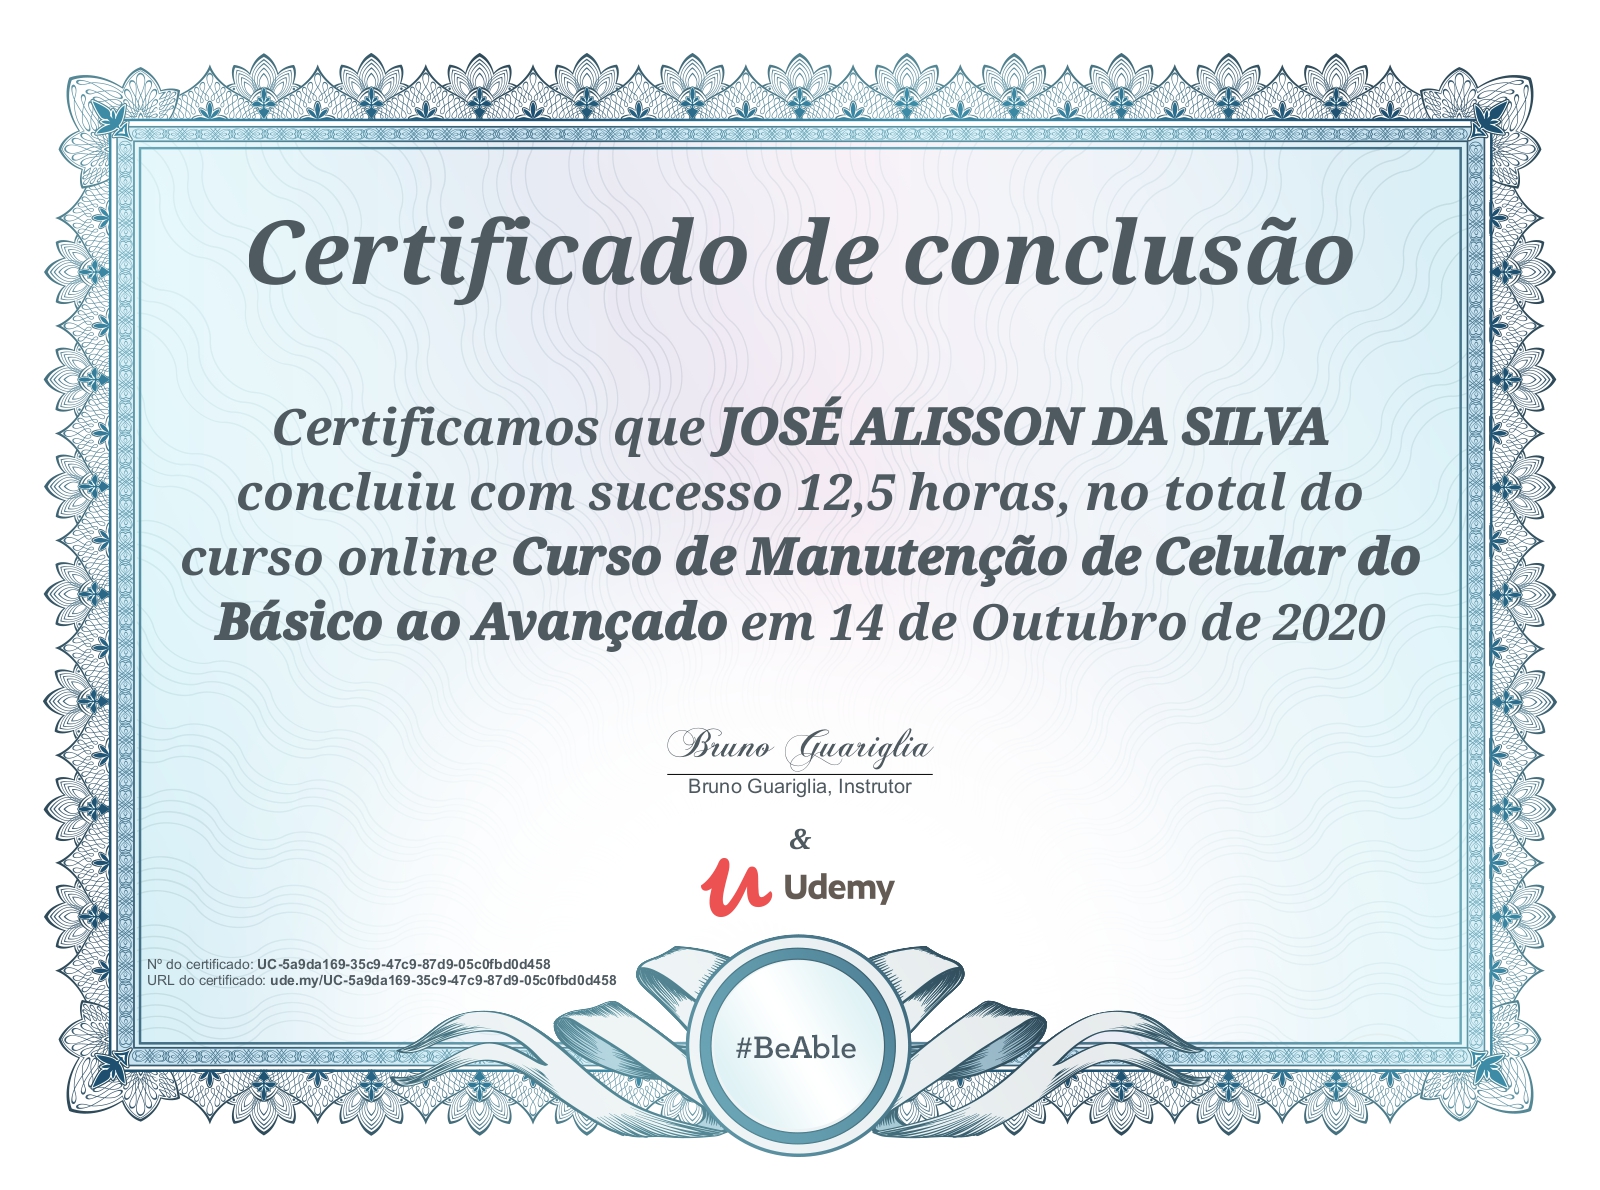 Certificado de conclusão
Certificamos que JOSÉ ALISSON DA SILVA
concluiu com sucesso 12,5 horas, no total do
curso online Curso de Manutenção de Celular do
Básico ao Avançado em 14 de Outubro de 2020
Bruno Guariglia
Bruno Guariglia, Instrutor
&
Udemy
Nº do certificado: UC-5a9da169-35c9-47c9-87d9-05c0fbd0d458
URL do certificado: ude.my/UC-5a9da169-35c9-47c9-87d9-05c0fbd0d458
#BeAble